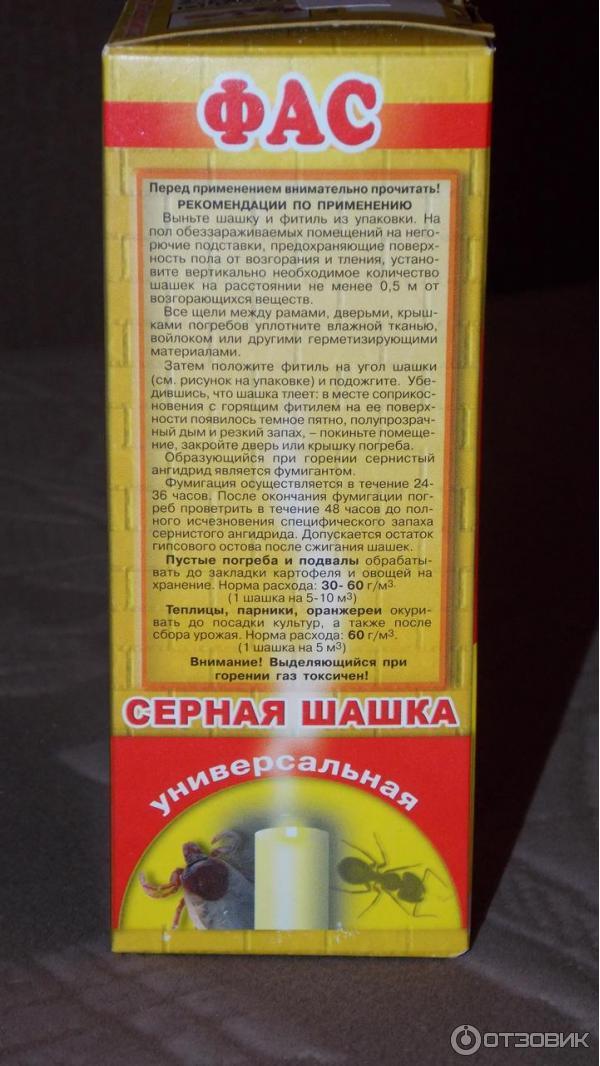 ФАС
Перед применением внимательно прочитать!
РЕКОМЕНДАЦИИ ПО ПРИМЕНЕНИЮ
Выньте шашку и фитиль из упаковки. На
пол обеззараживаемых помещений на него-
рючие подставки, предохраняющие поверх-
ность пола от возгорания и тления, устано-
вите вертикально необходимое количество
шашек на расстоянии не менее 0,5 м от
возгорающихся веществ.
Все щели между рамами, дверьми, крыш-
ками погребов уплотните влажной тканью,
войлоком или другими герметизирующими
материалами.
Затем положите фитиль на угол шашки
(см. рисунок на упаковке) и подожгите. Убе-
дившись, что шашка тлеет: в месте соприкос-
новения с горящим фитилем на ее поверх-
ности появилось темное пятно, полупрозрач-
ный дым и резкий запах, – покиньте помеще-
ние, закройте дверь или крышку погреба.
Образующийся при горении сернистый
ангидрид является фумигантом.
Фумигация осуществляется в течение 24-
36 часов. После окончания фумигации пог-
реб проветрить в течение 48 часов до пол-
ного исчезновения специфического запаха
сернистого ангидрида. Допускается остаток
гипсового остова после сжигания шашек.
Пустые погреба и подвалы обрабаты-
вать до закладки картофеля и овощей на
хранение. Норма расхода: 30- 60 г/м³
(1 шашка на 5-10 м³)
Теплицы, парники, оранжереи окури-
вать до посадки культур, а также после
сбора урожая. Норма расхода: 60 г/м³.
(1 шашка на 5 м³)
Внимание! Выделяющийся при
горении газ токсичен!
СЕРНАЯ ШАШКА
универсальная
ОТЗОВИК